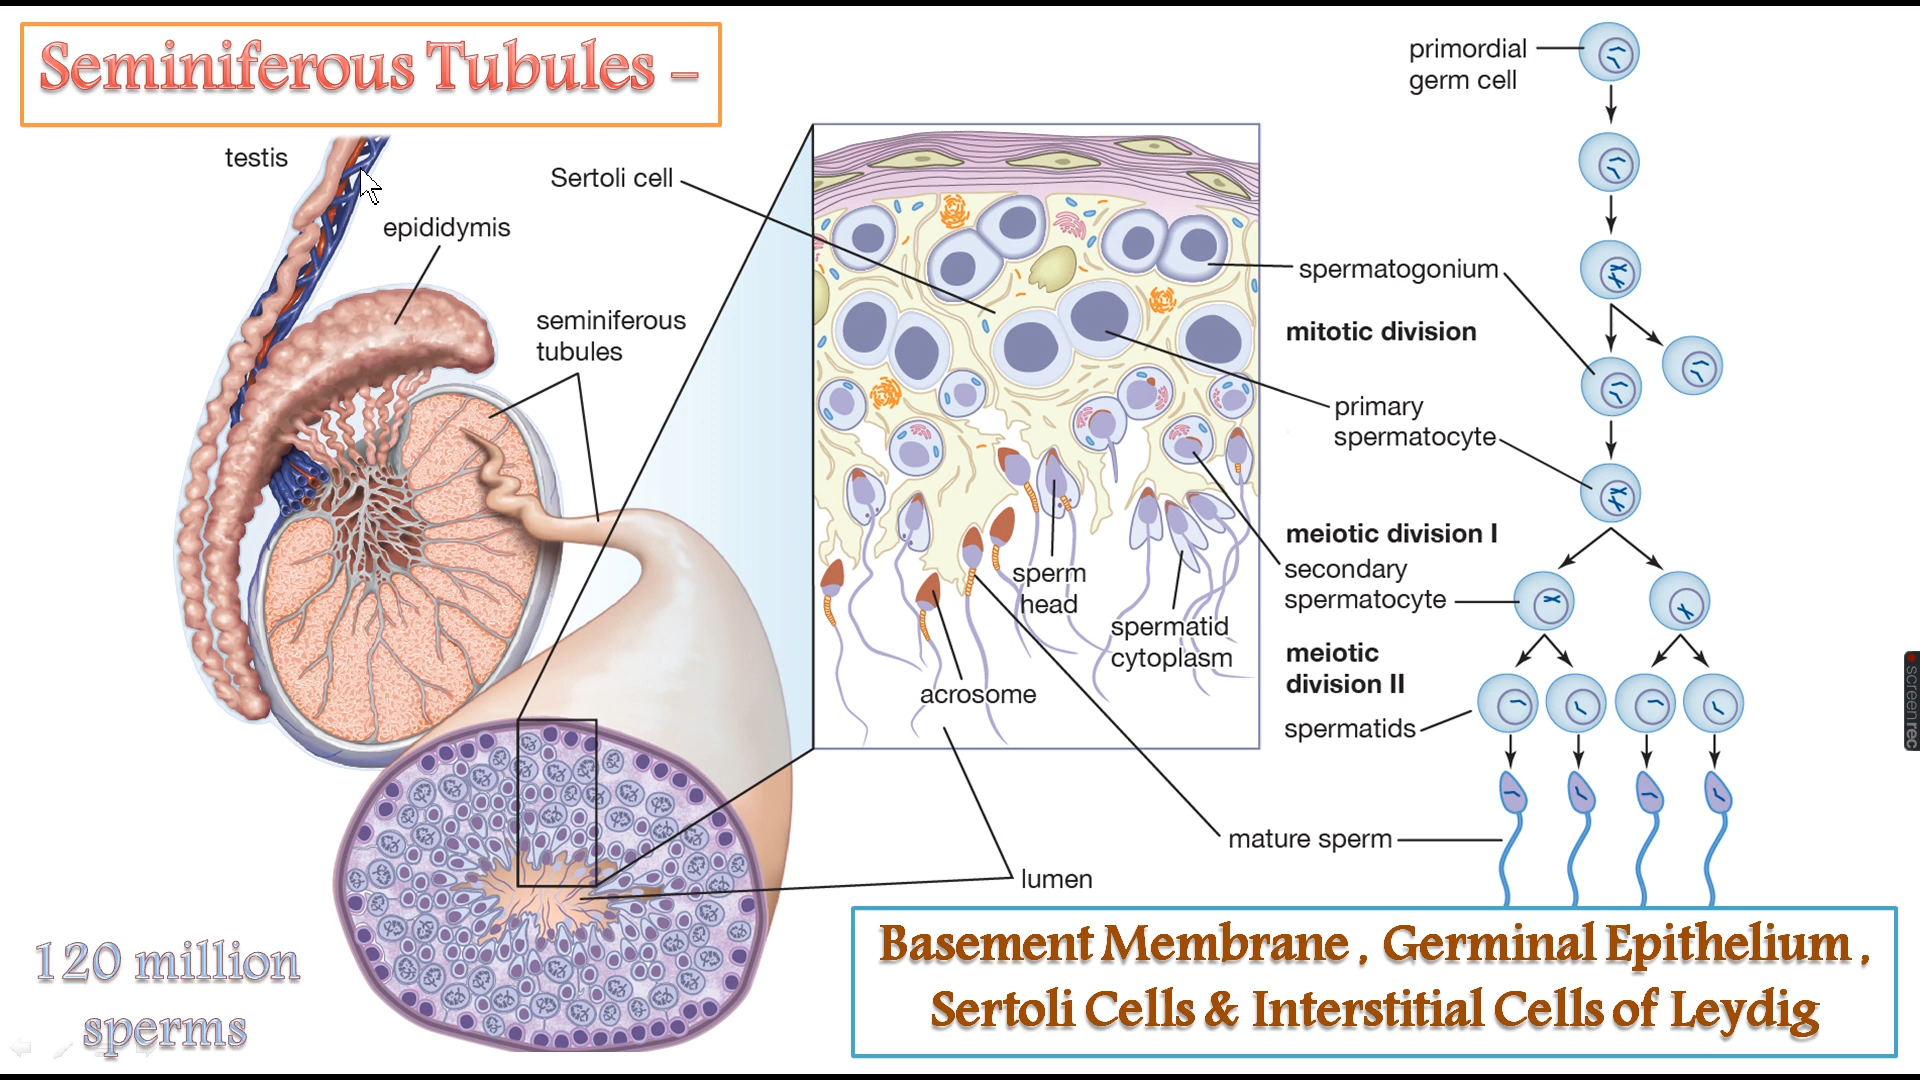 Seminiferous Tubules –
testis
epididymis
Sertoli cell
seminiferous
tubules
sperm
head
acrosome
spermatid
cytoplasm
lumen
primordial
germ cell
spermatogonium
mitotic division
primary
spermatocyte
meiotic division I
secondary
spermatocyte
meiotic
division II
spermatids
mature sperm
120 million
sperms
Basement Membrane , Germinal Epithelium ,
Sertoli Cells & Interstitial Cells of Leydig
screenrec